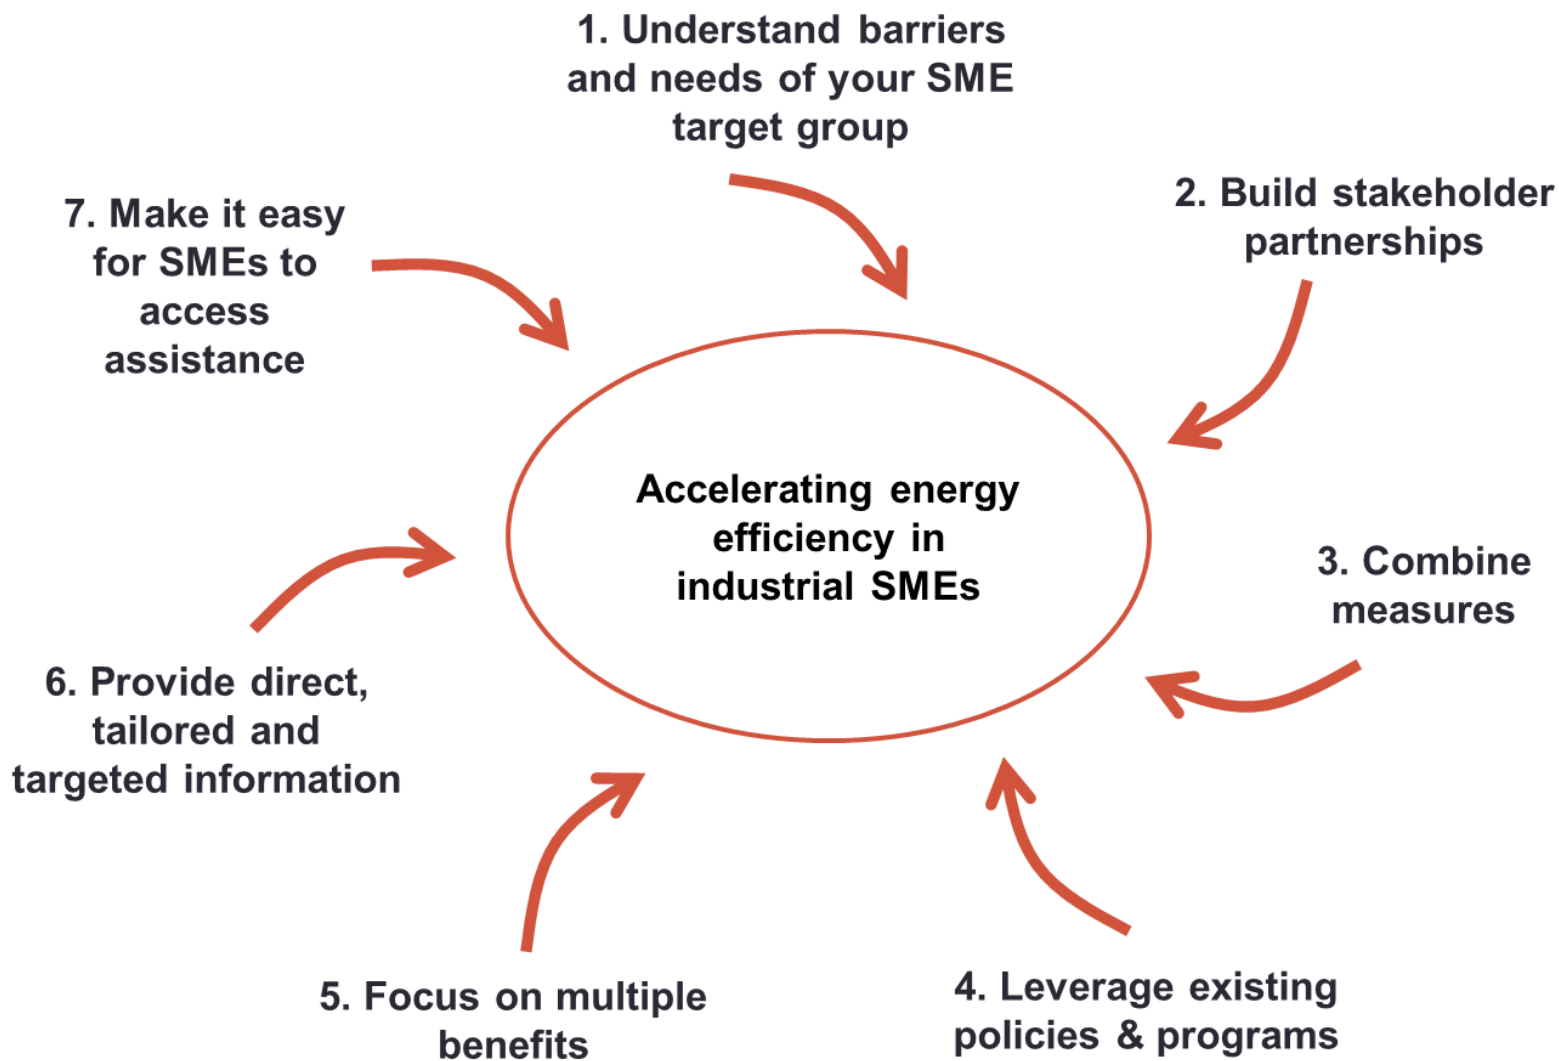 1. Understand barriers
and needs of your SME
target group
2. Build stakeholder
partnerships
3. Combine
measures
4. Leverage existing
policies & programs
5. Focus on multiple
benefits
6. Provide direct,
tailored and
targeted information
7. Make it easy
for SMEs to
access
assistance
Accelerating energy
efficiency in
industrial SMEs